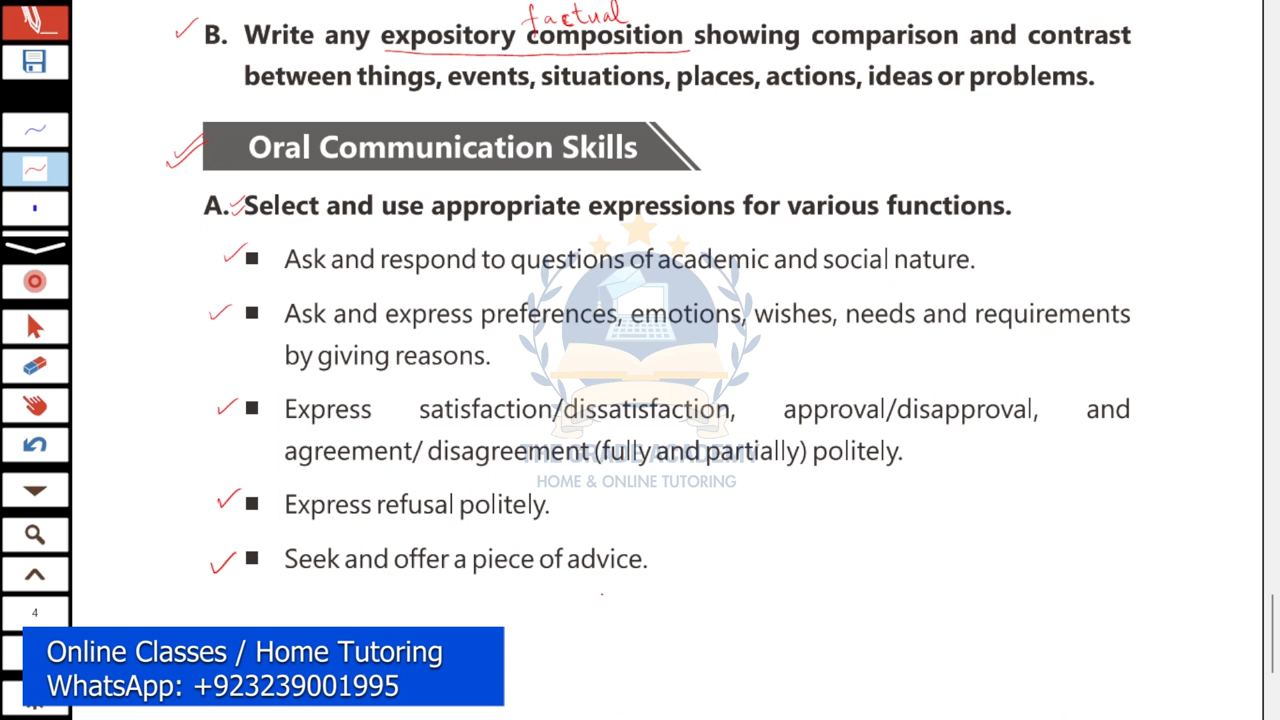 factual
B. Write any expository composition showing comparison and contrast
between things, events, situations, places, actions, ideas or problems.
Oral Communication Skills
A. Select and use appropriate expressions for various functions.
■ Ask and respond to questions of academic and social nature.
■ Ask and express preferences, emotions, wishes, needs and requirements
by giving reasons.
■ Express satisfaction/dissatisfaction, approval/disapproval, and
agreement/ disagreement (fully and partially) politely.
THE GRADE ACADEMY
HOME & ONLINE TUTORING
■ Express refusal politely.
■ Seek and offer a piece of advice.
4
Online Classes / Home Tutoring
WhatsApp: +923239001995